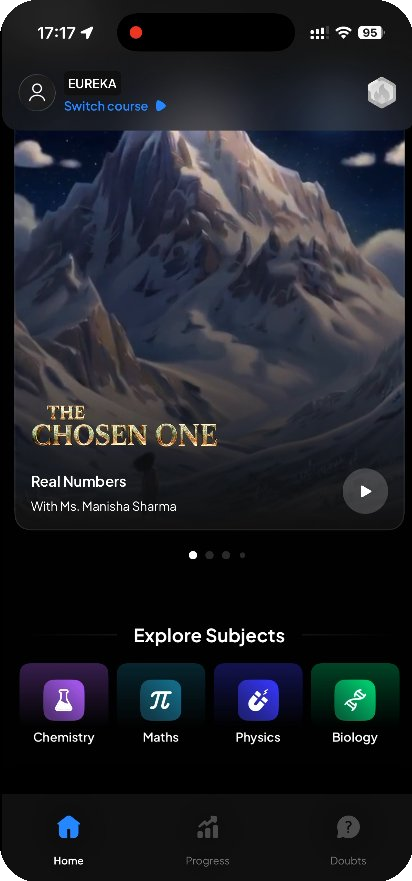 17:17
95
EUREKA
Switch course
THE
CHOSEN ONE
Real Numbers
With Ms. Manisha Sharma
Explore Subjects
π
Chemistry
Maths
Physics
Biology
?
Home
Progress
Doubts